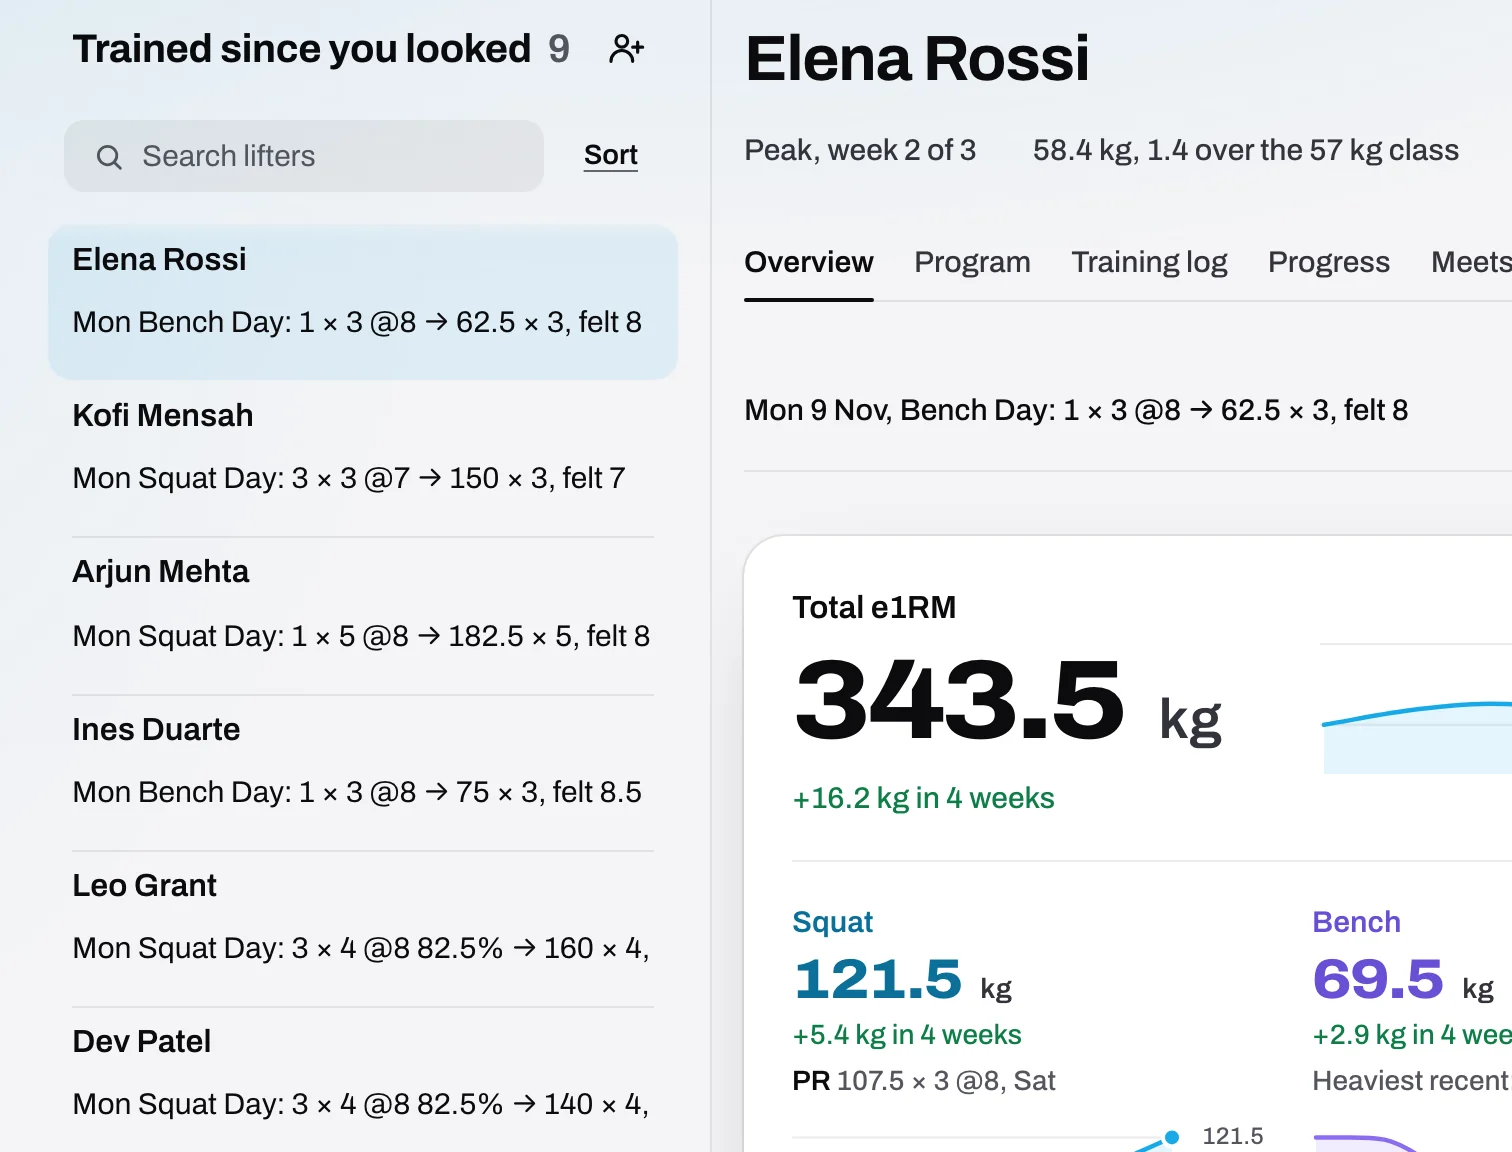 Trained since you looked 9
Search lifters
Sort
Elena Rossi
Mon Bench Day: 1 × 3 @8 → 62.5 × 3, felt 8
Kofi Mensah
Mon Squat Day: 3 × 3 @7 → 150 × 3, felt 7
Arjun Mehta
Mon Squat Day: 1 × 5 @8 → 182.5 × 5, felt 8
Ines Duarte
Mon Bench Day: 1 × 3 @8 → 75 × 3, felt 8.5
Leo Grant
Mon Squat Day: 3 × 4 @8 82.5% → 160 × 4,
Dev Patel
Mon Squat Day: 3 × 4 @8 82.5% → 140 × 4,
Elena Rossi
Peak, week 2 of 3 58.4 kg, 1.4 over the 57 kg class
Overview Program Training log Progress Meets
Mon 9 Nov, Bench Day: 1 × 3 @8 → 62.5 × 3, felt 8
Total e1RM
343.5 kg
+16.2 kg in 4 weeks
Squat
121.5 kg
+5.4 kg in 4 weeks
PR 107.5 × 3 @8, Sat
121.5
Bench
69.5 kg
+2.9 kg in 4 wee
Heaviest recent